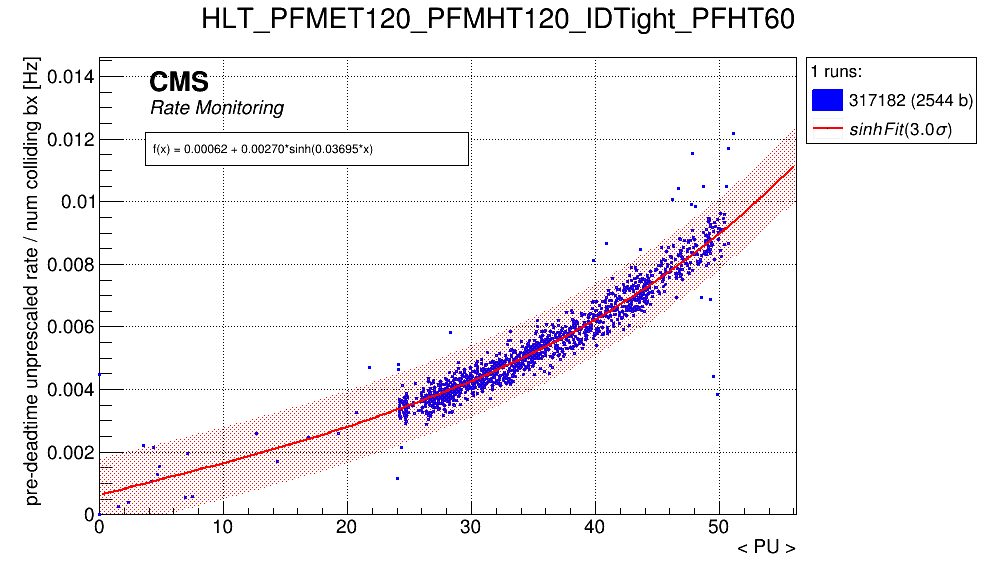 HLT_PFMET120_PFMHT120_IDTight_PFHT60
pre-deadtime unprescaled rate / num colliding bx [Hz]
0.014
0.012
0.01
0.008
0.006
0.004
0.002
0
CMS
Rate Monitoring
f(x) = 0.00062 + 0.00270*sinh(0.03695*x)
0 10 20 30 40 50
< PU >
1 runs:
317182 (2544 b)
sinhFit(3.0σ)